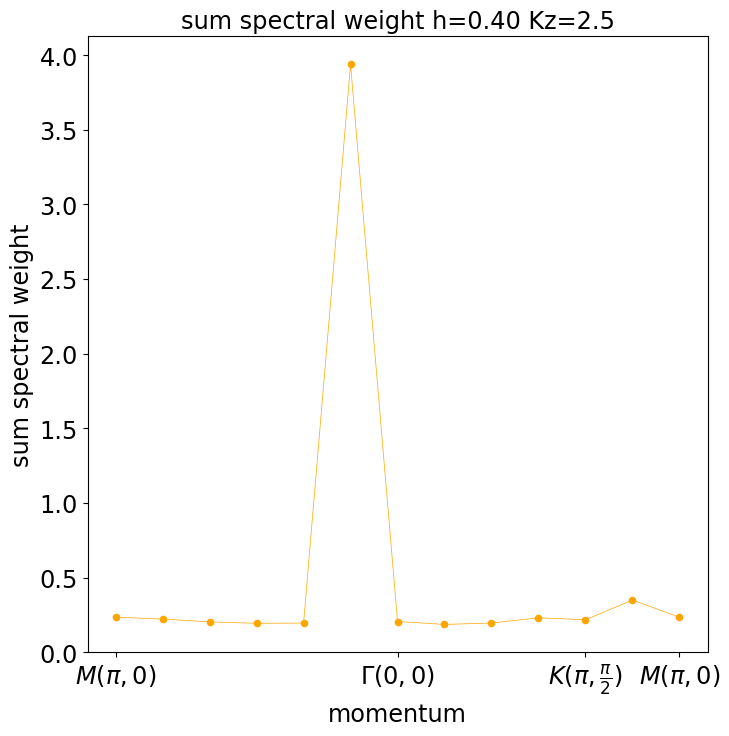 sum spectral weight h=0.40 Kz=2.5
sum spectral weight
4.0
3.5
3.0
2.5
2.0
1.5
1.0
0.5
0.0
M(π, 0) Γ(0, 0) K(π, π/2) M(π, 0)
momentum